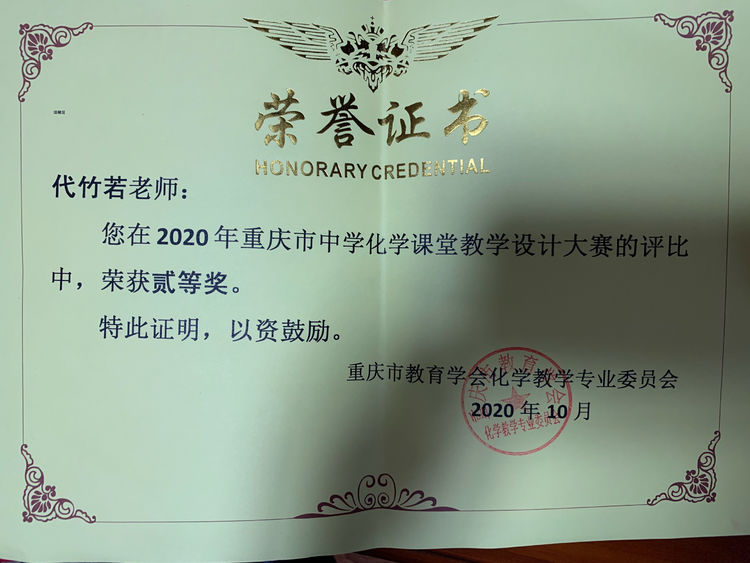 荣誉证书
HONORARY CREDENTIAL
代竹若老师：
您在2020年重庆市中学化学课堂教学设计大赛的评比
中，荣获贰等奖。
特此证明，以资鼓励。
重庆市教育学会化学教学专业委员会
2020年10月
化学教学专业委员会